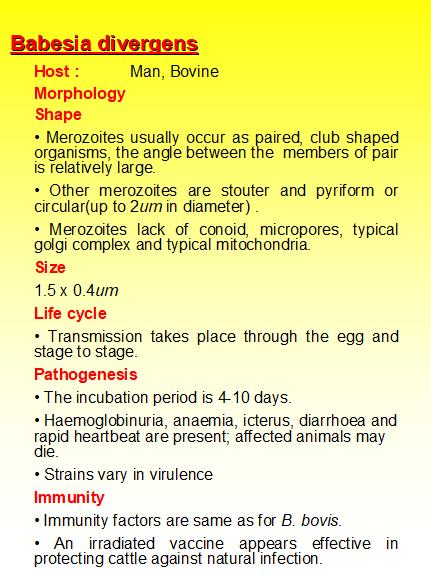 Babesia divergens
Host : Man, Bovine
Morphology
Shape
• Merozoites usually occur as paired, club shaped
organisms, the angle between the members of pair
is relatively large.
• Other merozoites are stouter and pyriform or
circular(up to 2um in diameter) .
• Merozoites lack of conoid, micropores, typical
golgi complex and typical mitochondria.
Size
1.5 x 0.4um
Life cycle
• Transmission takes place through the egg and
stage to stage.
Pathogenesis
• The incubation period is 4-10 days.
• Haemoglobinuria, anaemia, icterus, diarrhoea and
rapid heartbeat are present; affected animals may
die.
• Strains vary in virulence
Immunity
• Immunity factors are same as for B. bovis.
• An irradiated vaccine appears effective in
protecting cattle against natural infection.